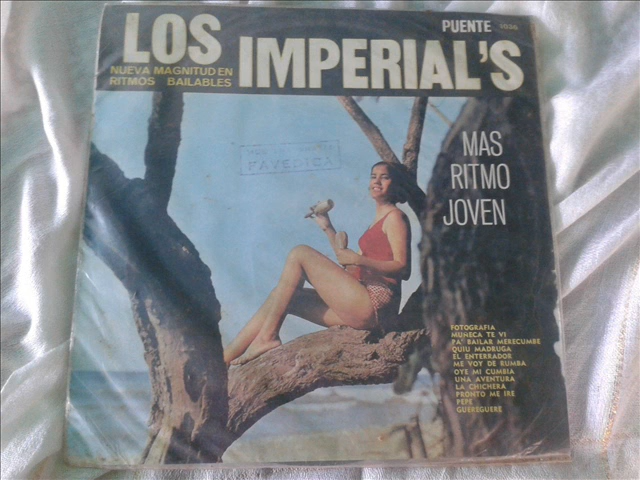 LOS IMPERIAL'S
PUENTE
NUEVA MAGNITUD EN
RITMOS BAILABLES
FAVEDICA
MAS
RITMO
JOVEN
FOTOGRAFIA
MUÑECA TE VI
PA' BAILAR MERECUMBE
QUIU MADRUGA
EL ENTERRADOR
ME VOY DE RUMBA
OYE MI CUMBIA
UNA AVENTURA
LA CHICHERA
PRONTO ME IRE
PEPE
GUEREGUERE